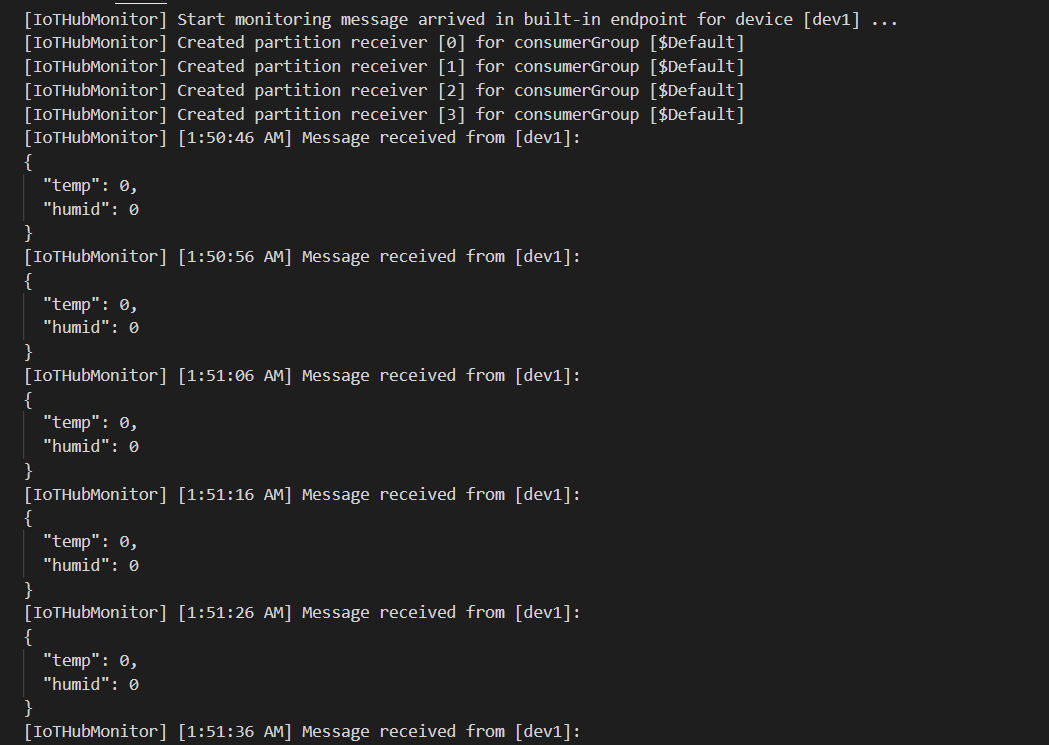 [IoTHubMonitor] Start monitoring message arrived in built-in endpoint for device [dev1] ...
[IoTHubMonitor] Created partition receiver [0] for consumerGroup [$Default]
[IoTHubMonitor] Created partition receiver [1] for consumerGroup [$Default]
[IoTHubMonitor] Created partition receiver [2] for consumerGroup [$Default]
[IoTHubMonitor] Created partition receiver [3] for consumerGroup [$Default]
[IoTHubMonitor] [1:50:46 AM] Message received from [dev1]:
{
  "temp": 0,
  "humid": 0
}
[IoTHubMonitor] [1:50:56 AM] Message received from [dev1]:
{
  "temp": 0,
  "humid": 0
}
[IoTHubMonitor] [1:51:06 AM] Message received from [dev1]:
{
  "temp": 0,
  "humid": 0
}
[IoTHubMonitor] [1:51:16 AM] Message received from [dev1]:
{
  "temp": 0,
  "humid": 0
}
[IoTHubMonitor] [1:51:26 AM] Message received from [dev1]:
{
  "temp": 0,
  "humid": 0
}
[IoTHubMonitor] [1:51:36 AM] Message received from [dev1]: